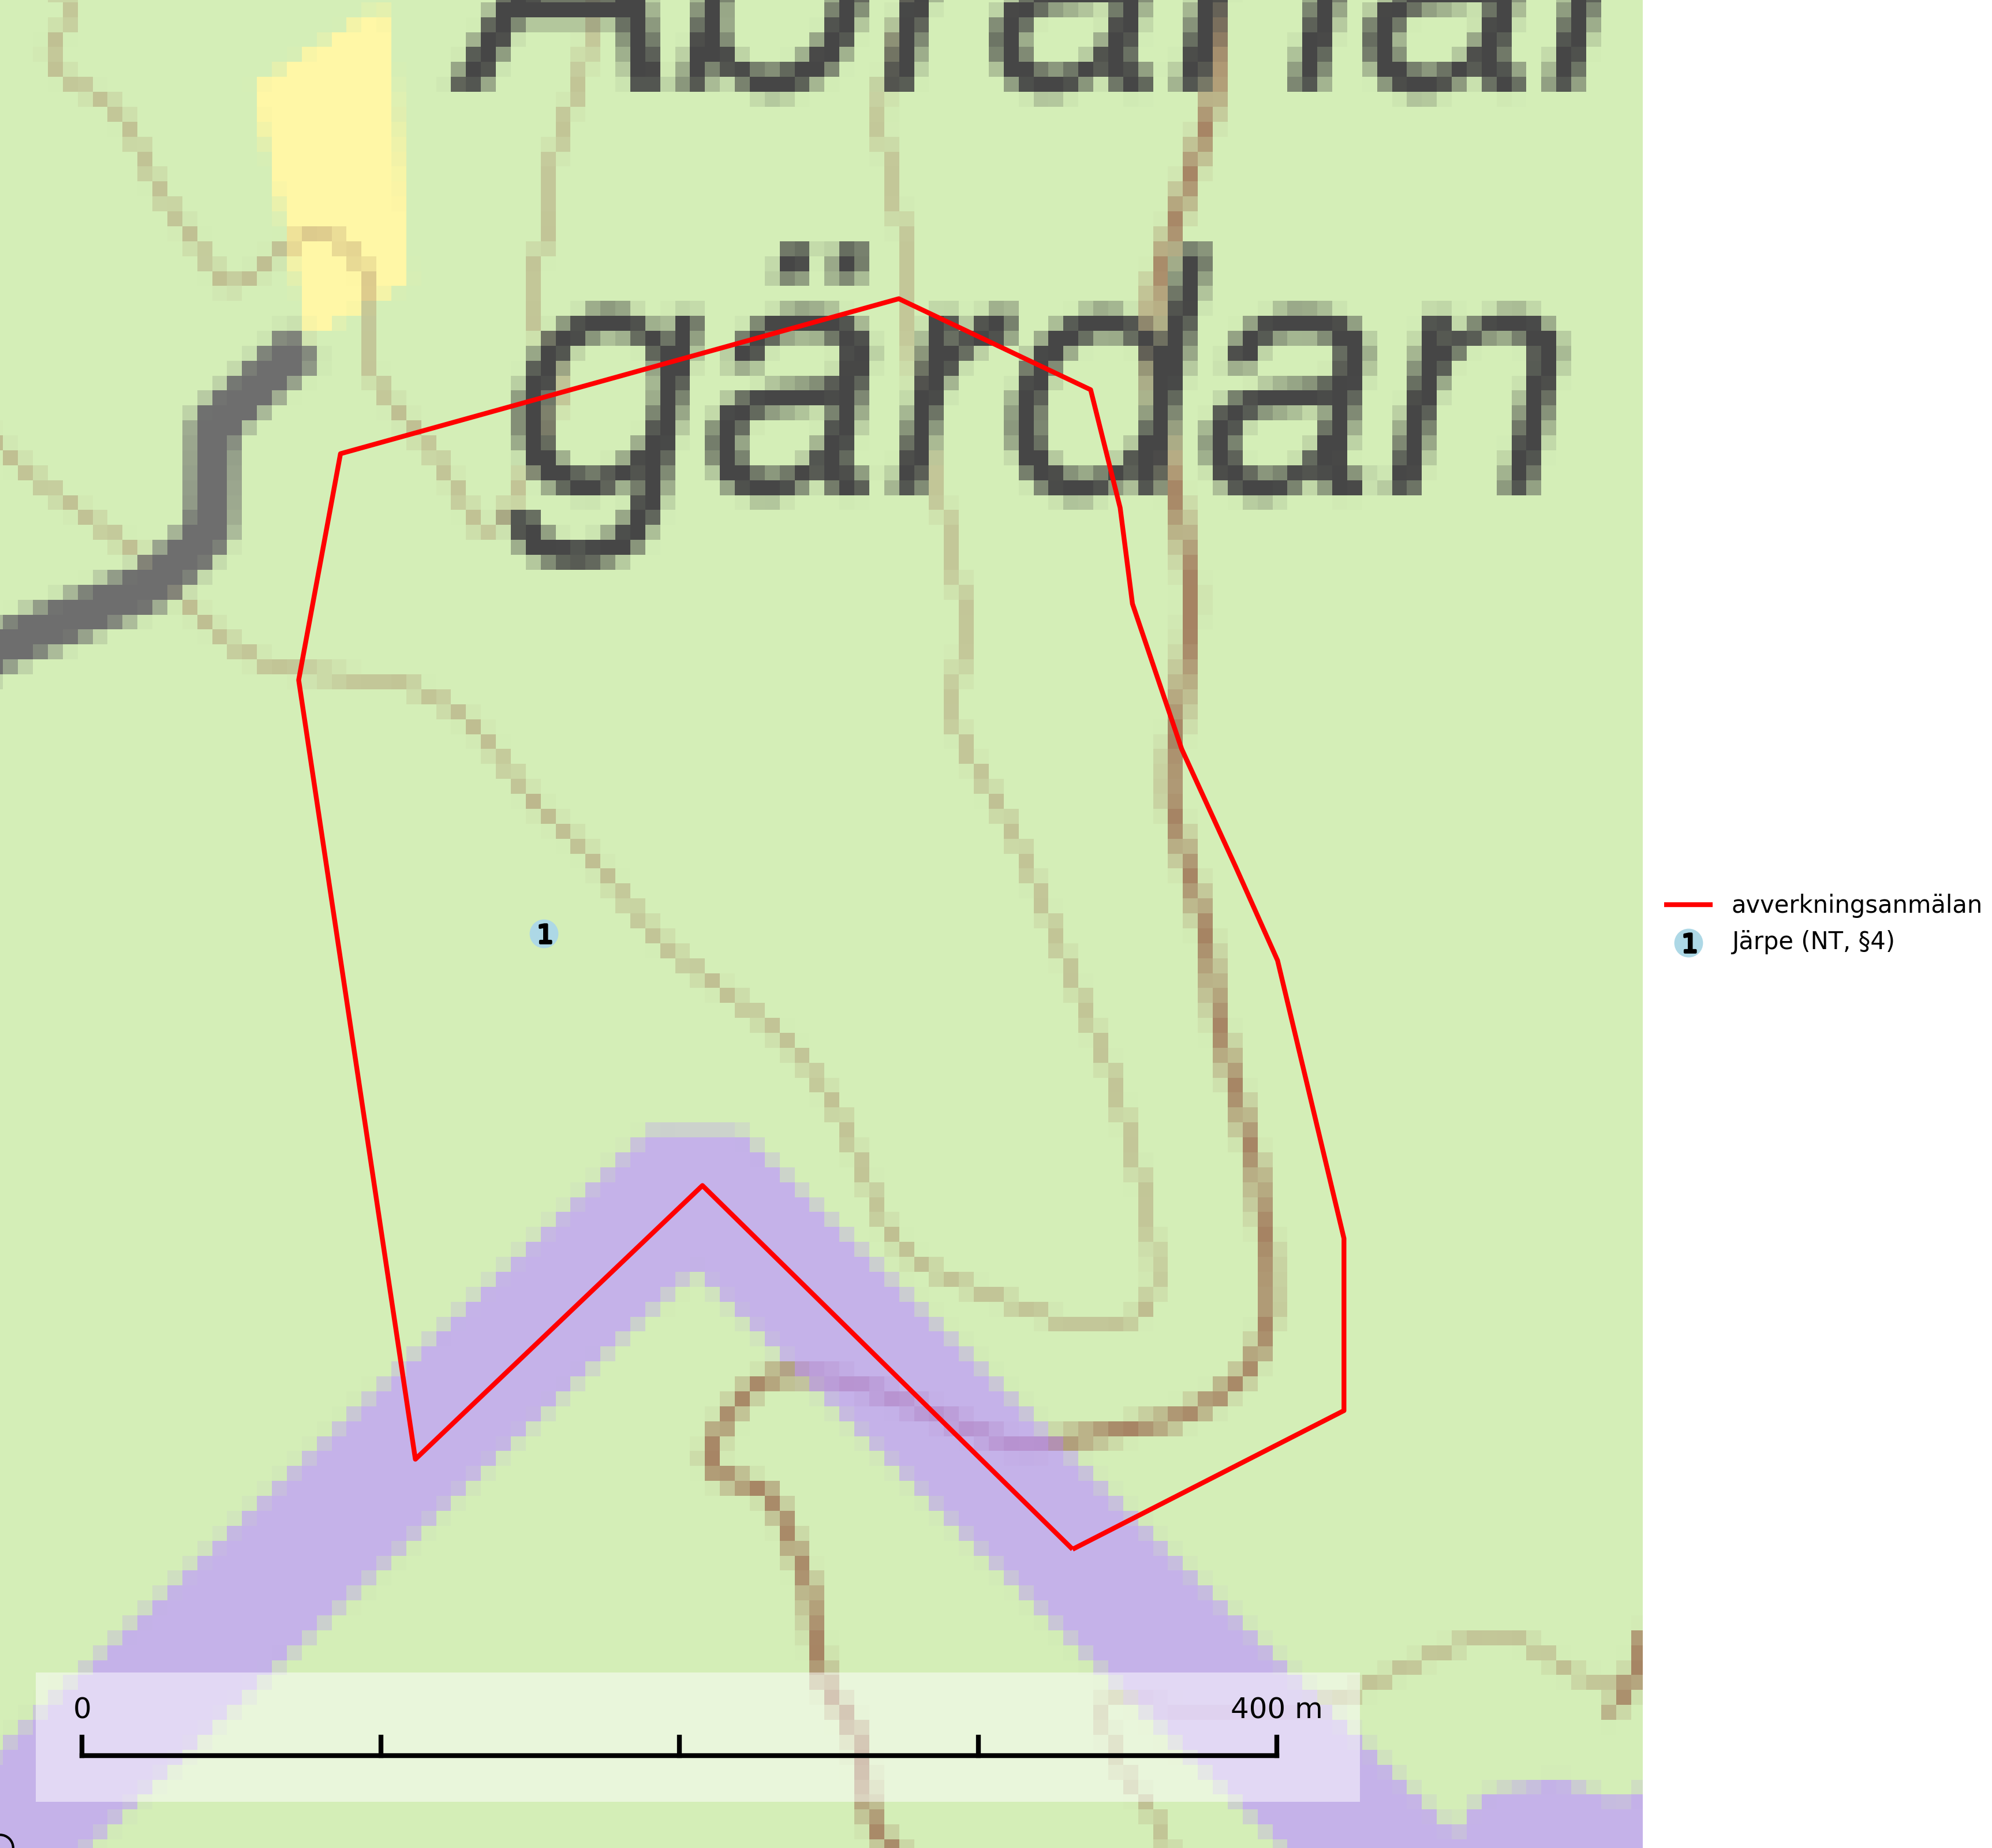 gärdan
avverkningsanmälan
1 Järpe (NT, §4)
1
0 400 m